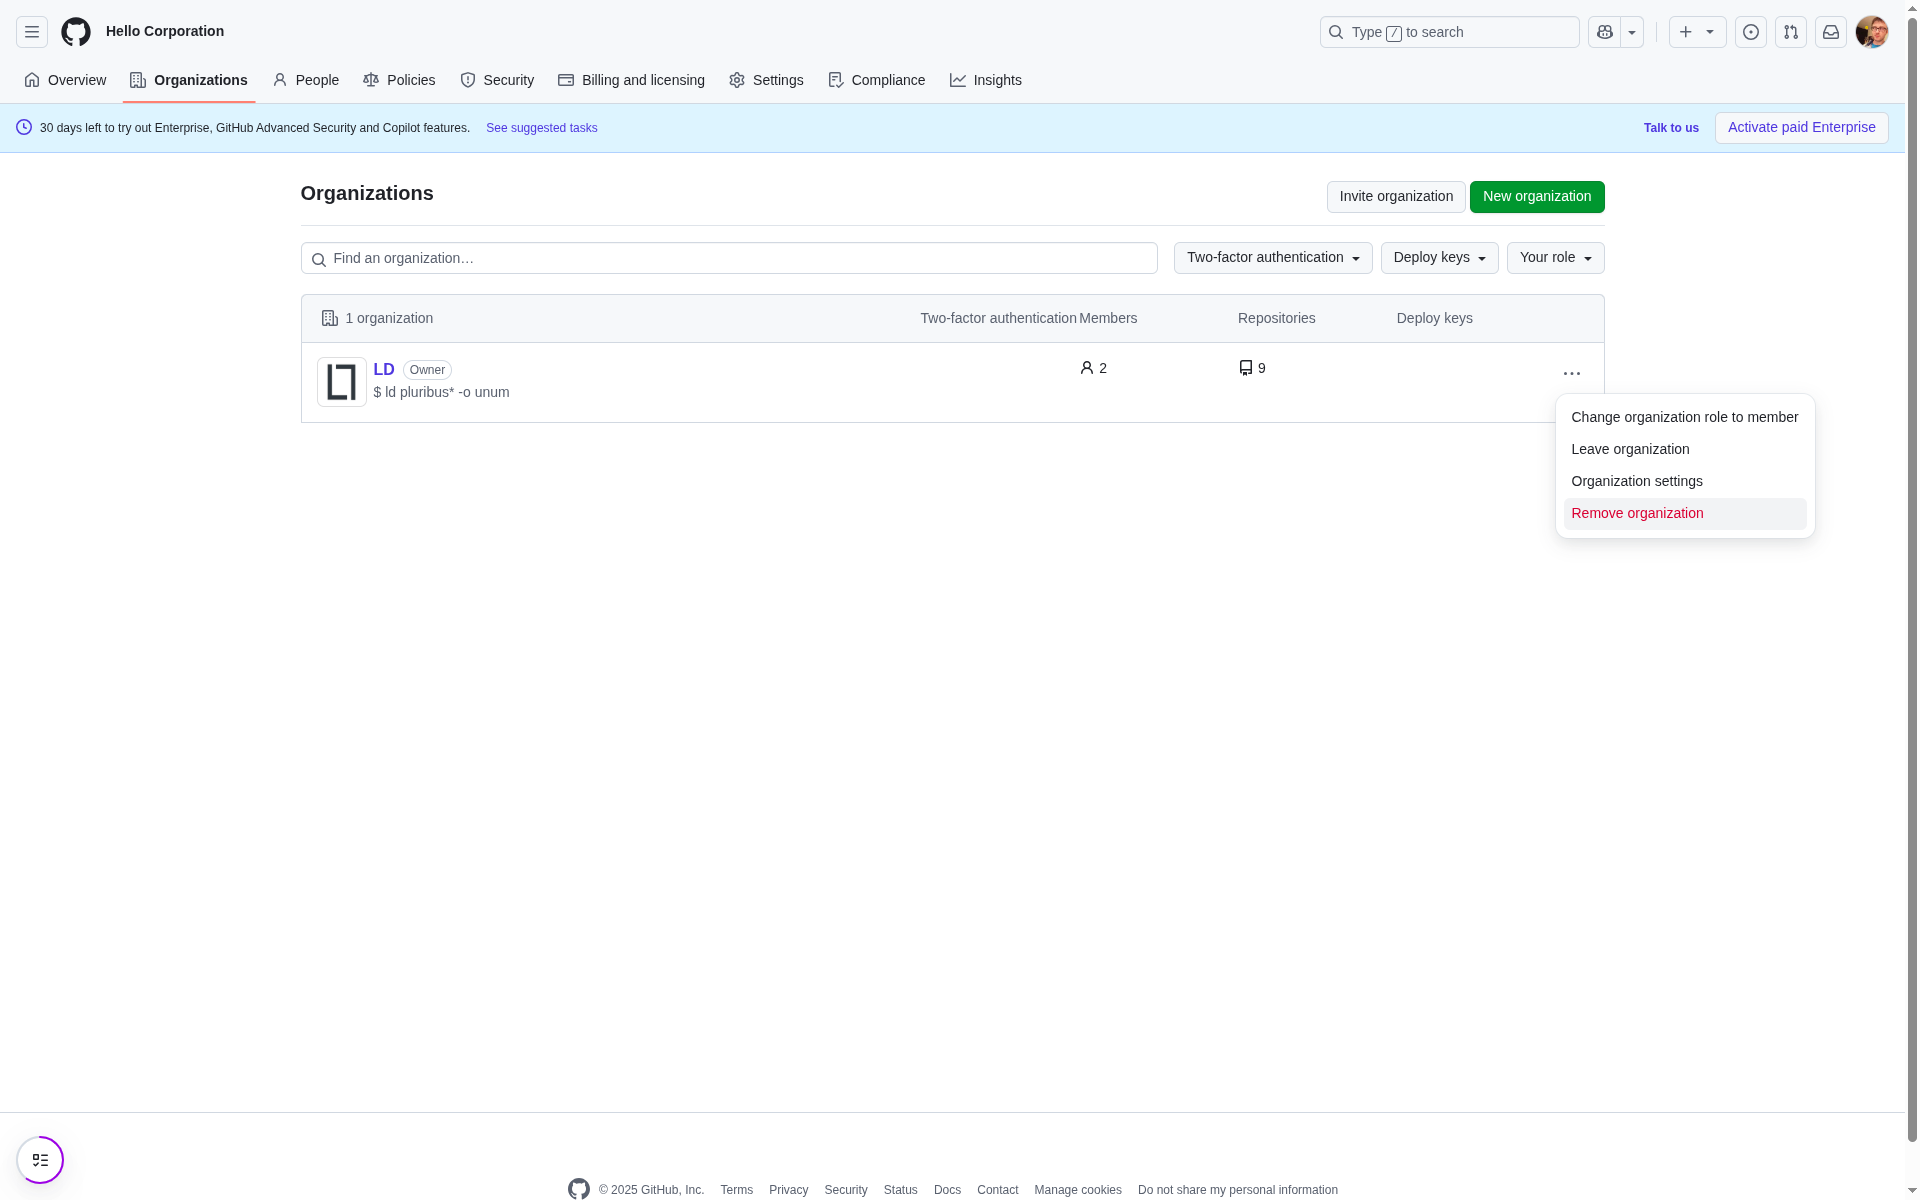 Hello Corporation
Type / to search
Overview
Organizations
People
Policies
Security
Billing and licensing
Settings
Compliance
Insights
30 days left to try out Enterprise, GitHub Advanced Security and Copilot features. See suggested tasks
Talk to us
Activate paid Enterprise
Organizations
Invite organization
New organization
Find an organization…
Two-factor authentication
Deploy keys
Your role
1 organization
Two-factor authentication
Members
Repositories
Deploy keys
LD
Owner
2
9
$ ld pluribus* -o unum
Change organization role to member
Leave organization
Organization settings
Remove organization
© 2025 GitHub, Inc.
Terms
Privacy
Security
Status
Docs
Contact
Manage cookies
Do not share my personal information